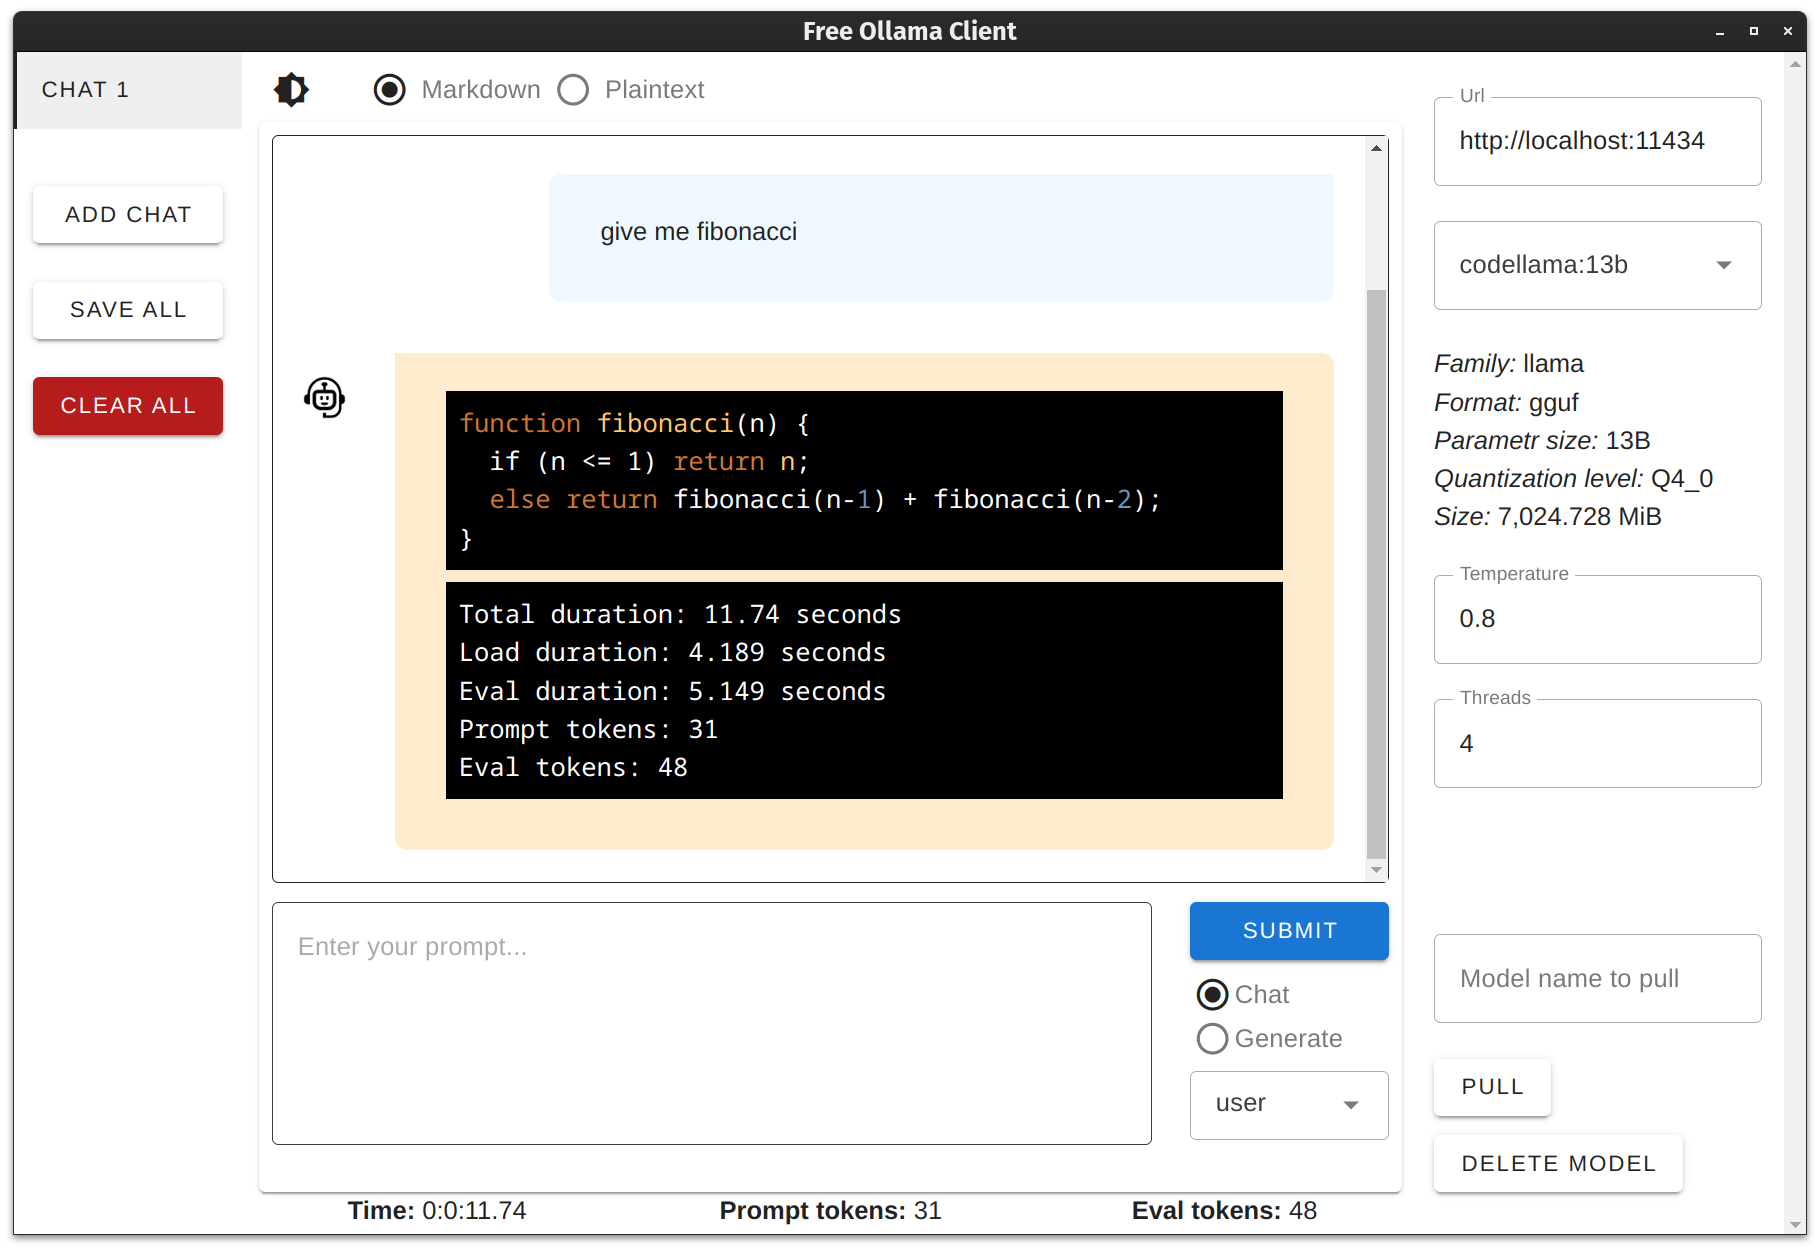 Free Ollama Client
CHAT 1
ADD CHAT
SAVE ALL
CLEAR ALL
Markdown
Plaintext
give me fibonacci
function fibonacci(n) {
  if (n <= 1) return n;
  else return fibonacci(n-1) + fibonacci(n-2);
}
Total duration: 11.74 seconds
Load duration: 4.189 seconds
Eval duration: 5.149 seconds
Prompt tokens: 31
Eval tokens: 48
Enter your prompt...
SUBMIT
Chat
Generate
user
Time: 0:0:11.74
Prompt tokens: 31
Eval tokens: 48
Url
http://localhost:11434
codellama:13b
Family: llama
Format: gguf
Parametr size: 13B
Quantization level: Q4_0
Size: 7,024.728 MiB
Temperature
0.8
Threads
4
Model name to pull
PULL
DELETE MODEL